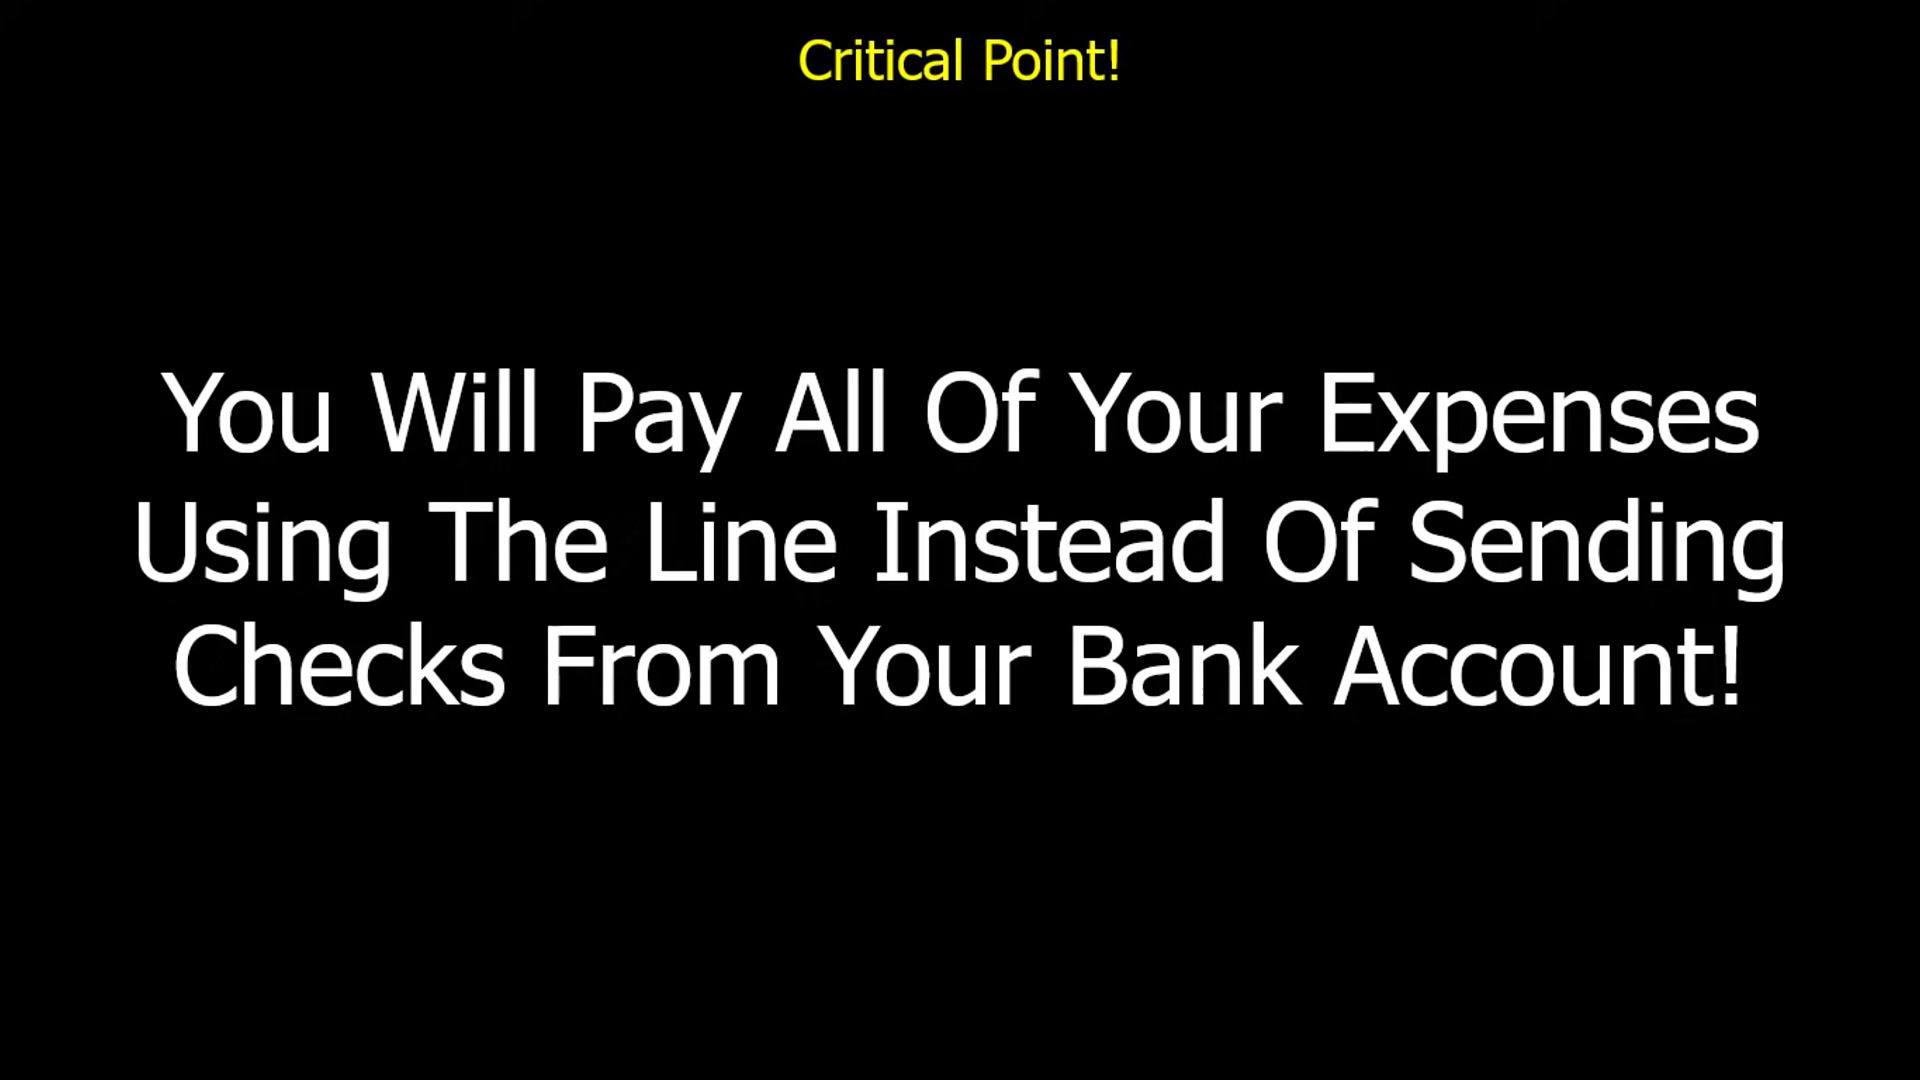 Critical Point!
You Will Pay All Of Your Expenses
Using The Line Instead Of Sending
Checks From Your Bank Account!